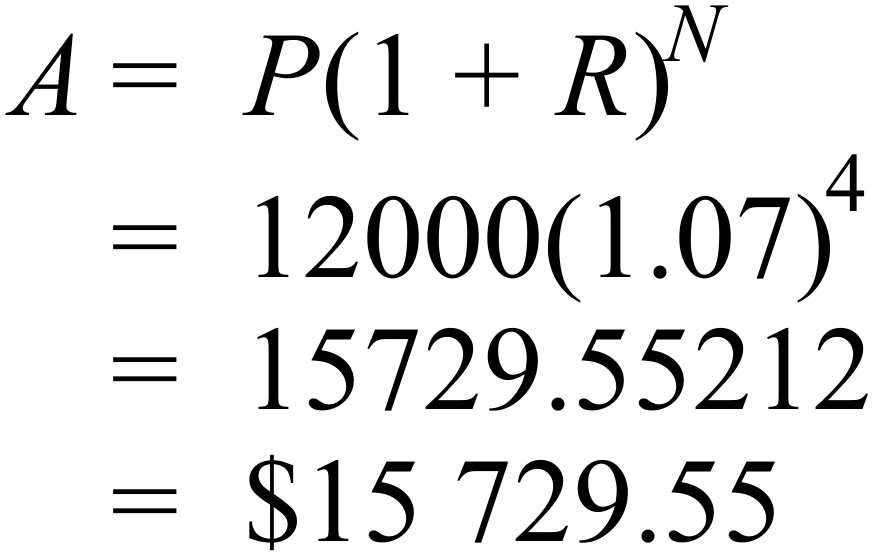 A = P(1 + R)^N
= 12000(1.07)^4
= 15729.55212
= $15 729.55